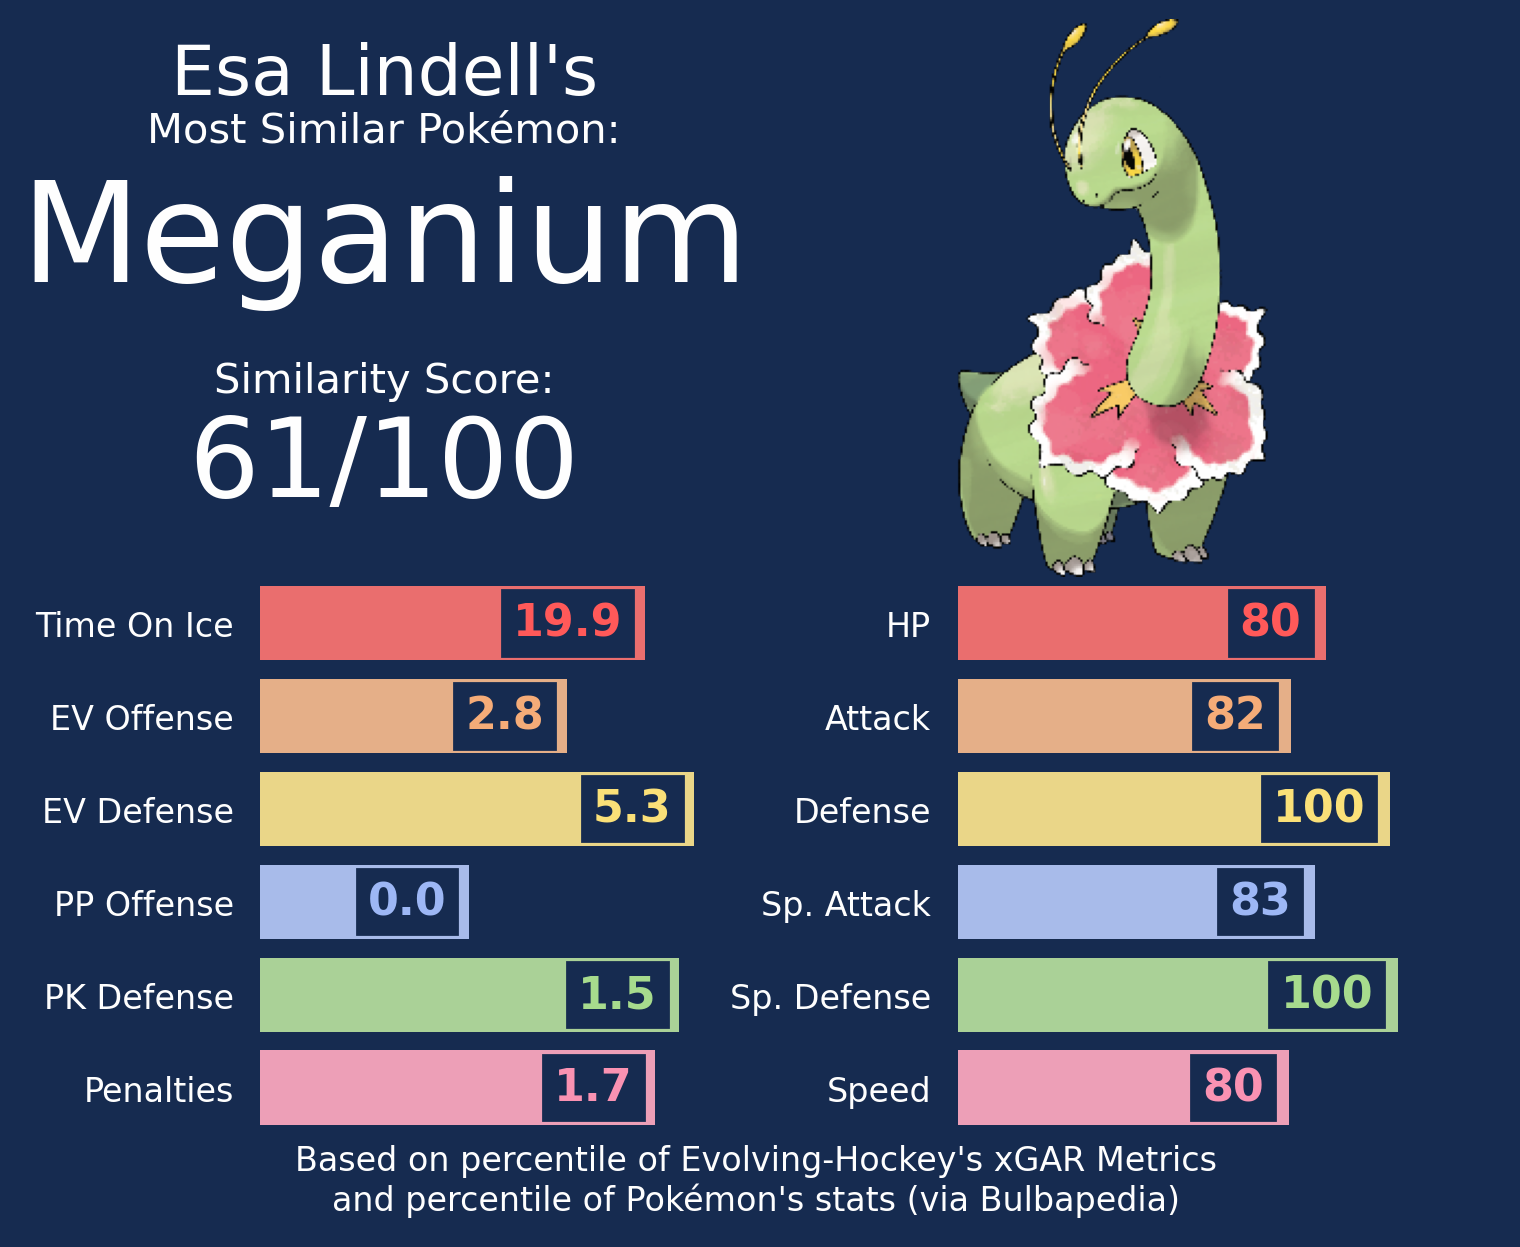 Esa Lindell's
Most Similar Pokémon:
Meganium
Similarity Score:
61/100
Time On Ice 19.9
EV Offense 2.8
EV Defense 5.3
PP Offense 0.0
PK Defense 1.5
Penalties 1.7
HP 80
Attack 82
Defense 100
Sp. Attack 83
Sp. Defense 100
Speed 80
Based on percentile of Evolving-Hockey's xGAR Metrics
and percentile of Pokémon's stats (via Bulbapedia)